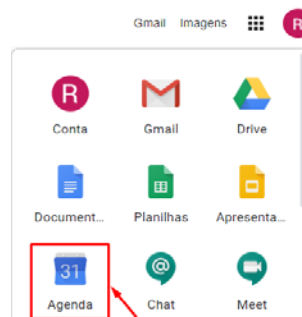 Gmail Imagens R
R
Conta Gmail Drive
Document... Planilhas Apresenta...
31 @
Agenda Chat Meet